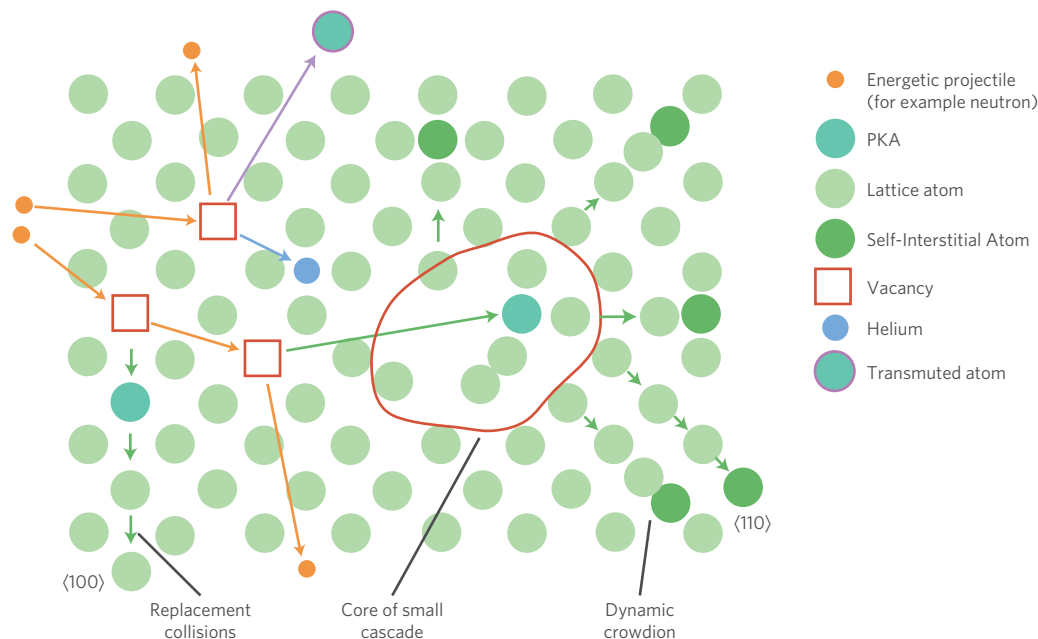 Energetic projectile
(for example neutron)
PKA
Lattice atom
Self-Interstitial Atom
Vacancy
Helium
Transmuted atom
⟨110⟩
⟨100⟩
Replacement
collisions
Core of small
cascade
Dynamic
crowdion